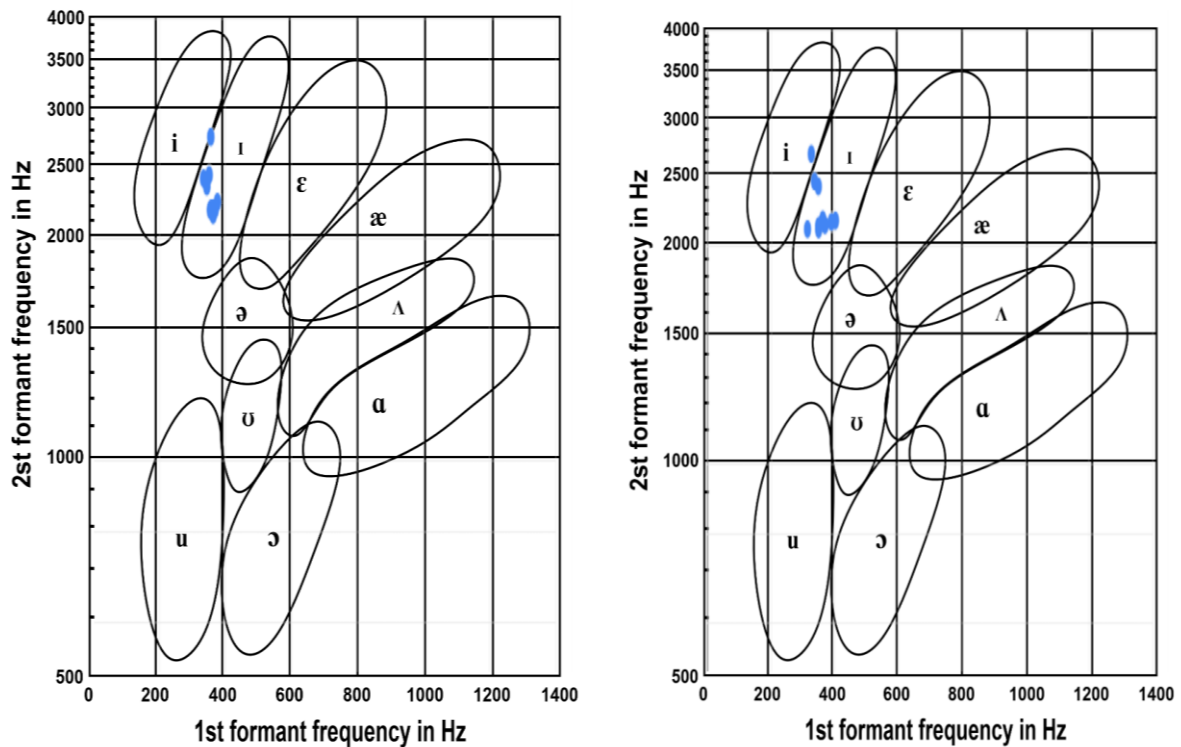 4000
3500
3000
2500
2000
1500
1000
500
2st formant frequency in Hz
i
ɪ
ɛ
æ
ə
ʌ
ʊ
ɑ
u
ɔ
0 200 400 600 800 1000 1200 1400
1st formant frequency in Hz
4000
3500
3000
2500
2000
1500
1000
500
2st formant frequency in Hz
i
ɪ
ɛ
æ
ə
ʌ
ʊ
ɑ
u
ɔ
0 200 400 600 800 1000 1200 1400
1st formant frequency in Hz